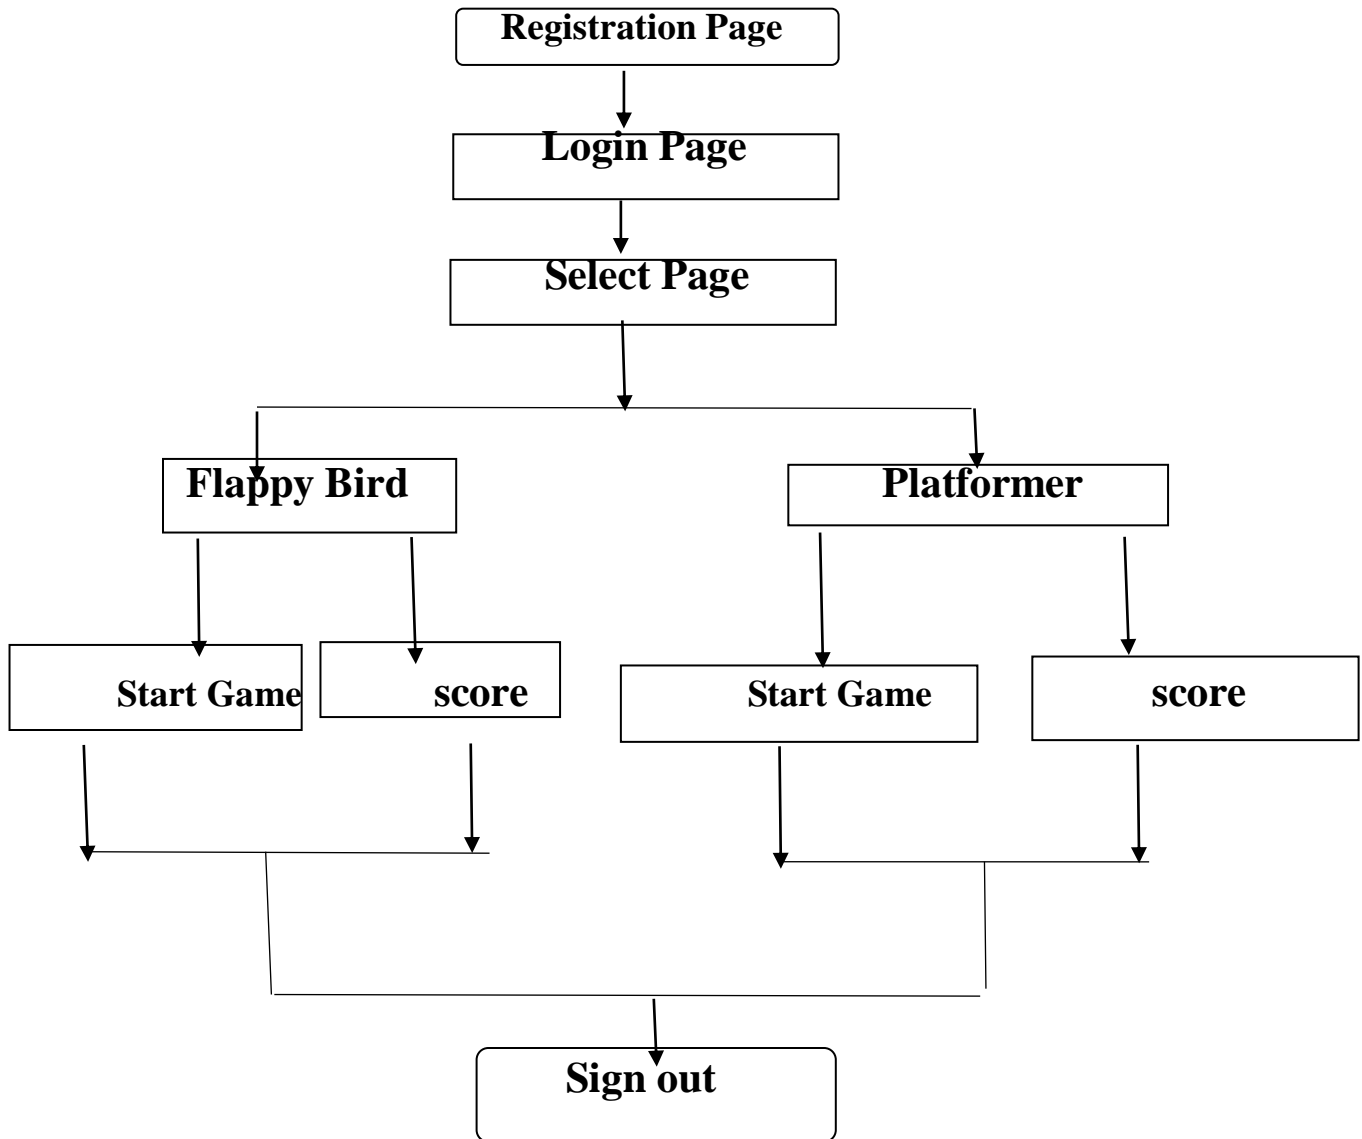 Registration Page
Login Page
Select Page
Flappy Bird
Platformer
Start Game
score
Start Game
score
Sign out